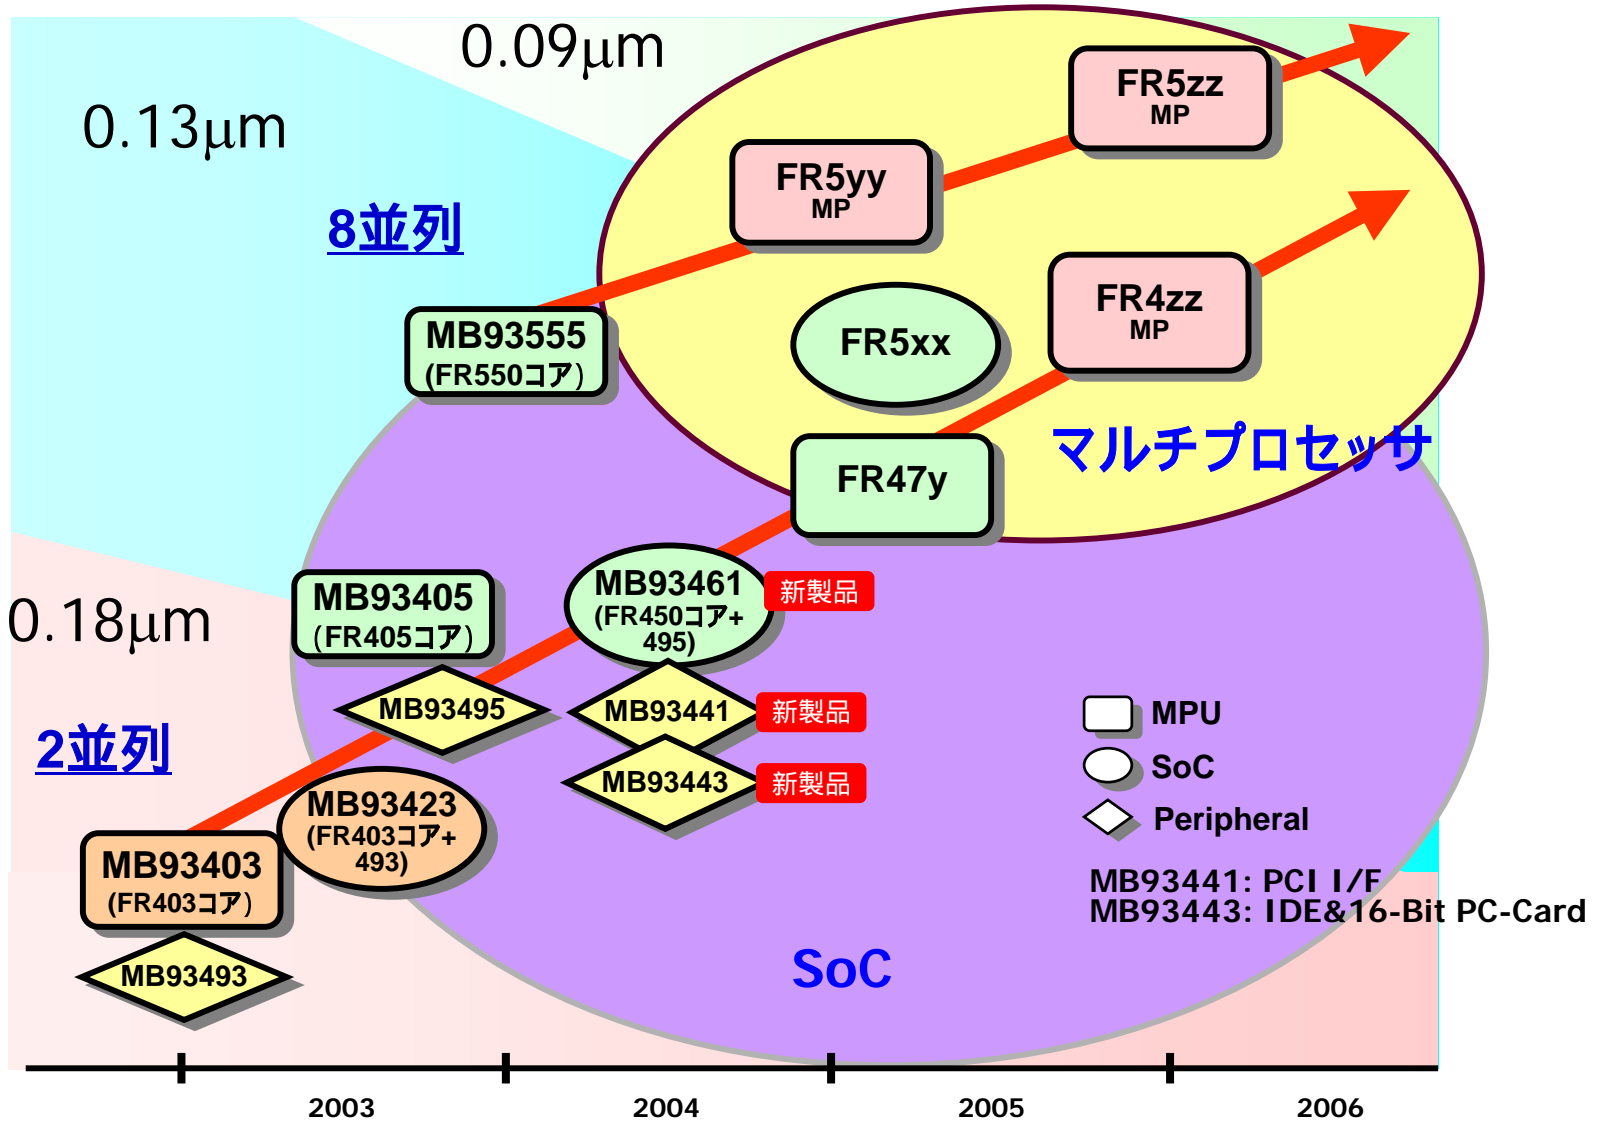 0.09μm
0.13μm
FR5zz
MP
FR5yy
MP
8並列
FR4zz
MP
MB93555
(FR550コア)
FR5xx
マルチプロセッサ
FR47y
0.18μm
MB93405
(FR405コア)
MB93461
(FR450コア+
495)
新製品
MB93495
MB93441
新製品
2並列
MB93443
新製品
MPU
SoC
Peripheral
MB93423
(FR403コア+
493)
MB93403
(FR403コア)
MB93441: PCI I/F
MB93443: IDE&16-Bit PC-Card
MB93493
SoC
2003
2004
2005
2006